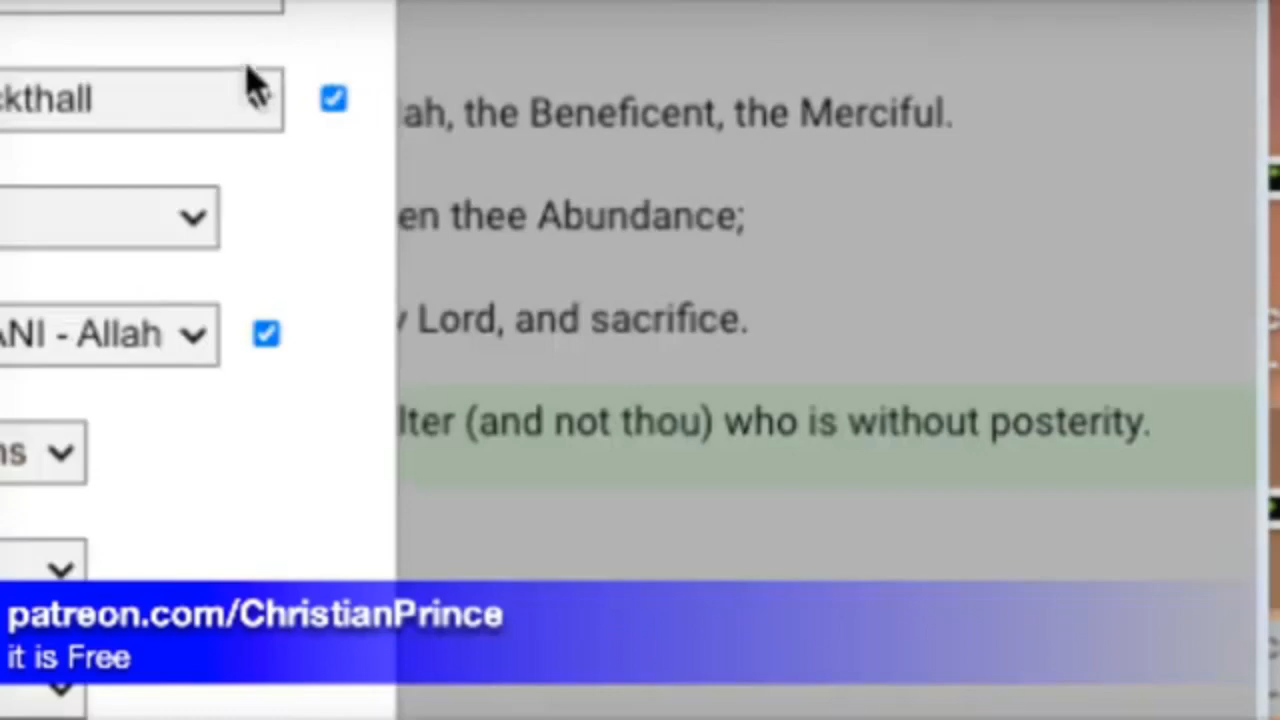 ckthall
lah, the Beneficent, the Merciful.
en thee Abundance;
y Lord, and sacrifice.
ANI - Allah
lter (and not thou) who is without posterity.
ns
patreon.com/ChristianPrince
it is Free